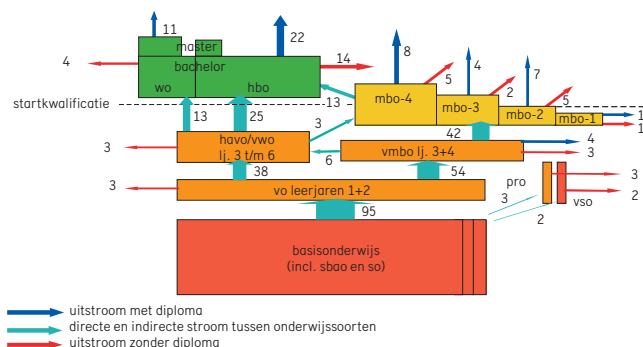 11
22
master
4
14
8
4
7
bachelor
wo
hbo
5
2
5
mbo-4
mbo-3
mbo-2
mbo-1
1
1
startkwalificatie
13
13
25
3
42
4
havo/vwo
lj. 3 t/m 6
vmbo lj. 3+4
3
6
3
38
54
pro
3
vo leerjaren 1+2
3
3
2
vso
95
2
basisonderwijs
(incl. sbao en so)
uitstroom met diploma
directe en indirecte stroom tussen onderwijssoorten
uitstroom zonder diploma